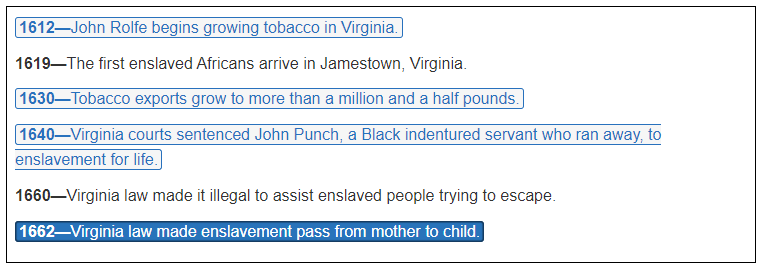 1612—John Rolfe begins growing tobacco in Virginia.
1619—The first enslaved Africans arrive in Jamestown, Virginia.
1630—Tobacco exports grow to more than a million and a half pounds.
1640—Virginia courts sentenced John Punch, a Black indentured servant who ran away, to
enslavement for life.
1660—Virginia law made it illegal to assist enslaved people trying to escape.
1662—Virginia law made enslavement pass from mother to child.